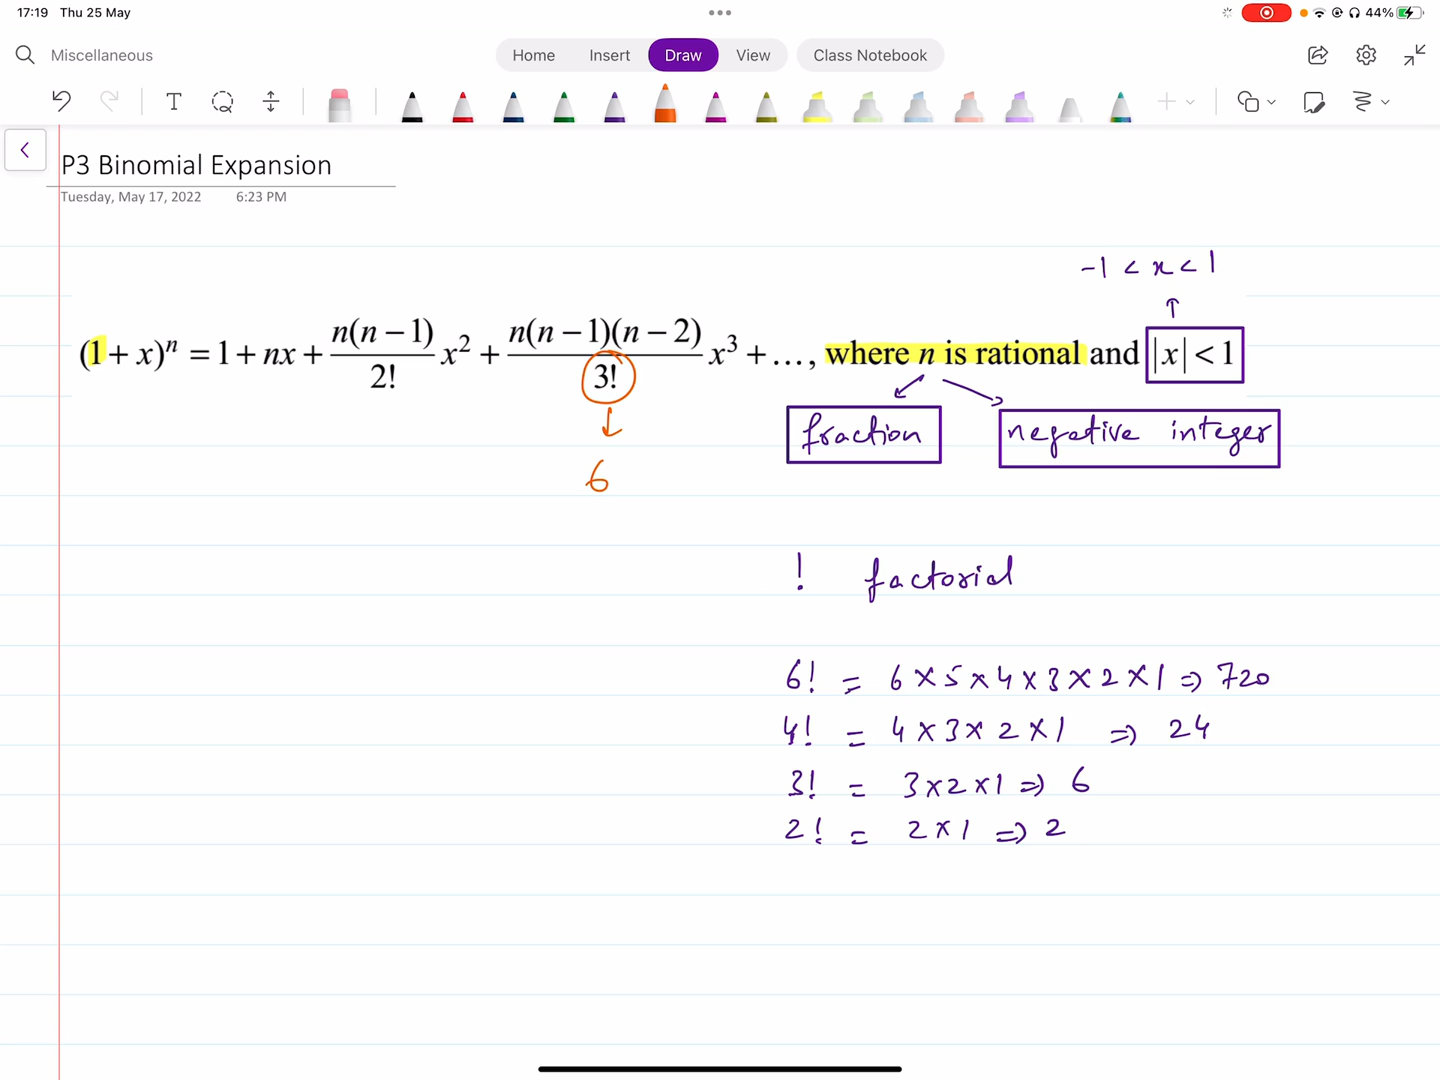 17:19 Thu 25 May 44%
Miscellaneous Home Insert Draw View Class Notebook
T
P3 Binomial Expansion
Tuesday, May 17, 2022 6:23 PM
-1 < x < 1
↑
(1 + x)ⁿ = 1 + nx + n(n − 1)/2! x² + n(n − 1)(n − 2)/3! x³ + …, where n is rational and |x| < 1
fraction negative integer
6
! factorial
6! = 6 × 5 × 4 × 3 × 2 × 1 ⇒ 720
4! = 4 × 3 × 2 × 1 ⇒ 24
3! = 3 × 2 × 1 ⇒ 6
2! = 2 × 1 ⇒ 2